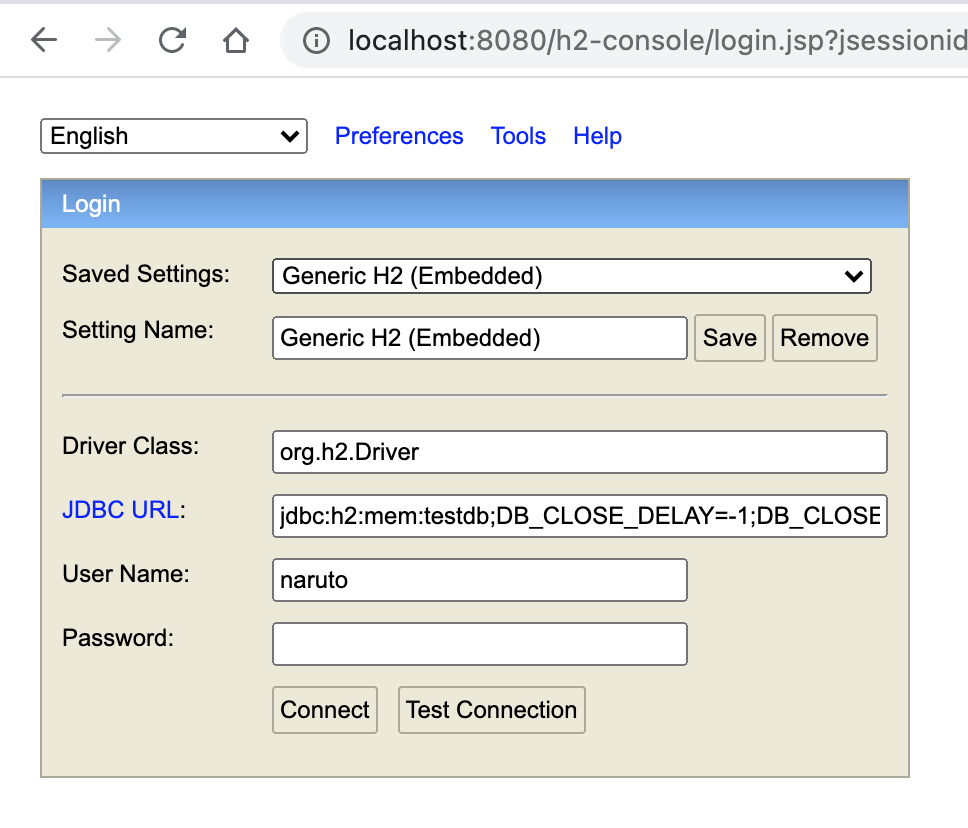 localhost:8080/h2-console/login.jsp?jsessionid
English Preferences Tools Help
Login
Saved Settings: Generic H2 (Embedded)
Setting Name: Generic H2 (Embedded) Save Remove
Driver Class: org.h2.Driver
JDBC URL: jdbc:h2:mem:testdb;DB_CLOSE_DELAY=-1;DB_CLOSE
User Name: naruto
Password:
Connect Test Connection